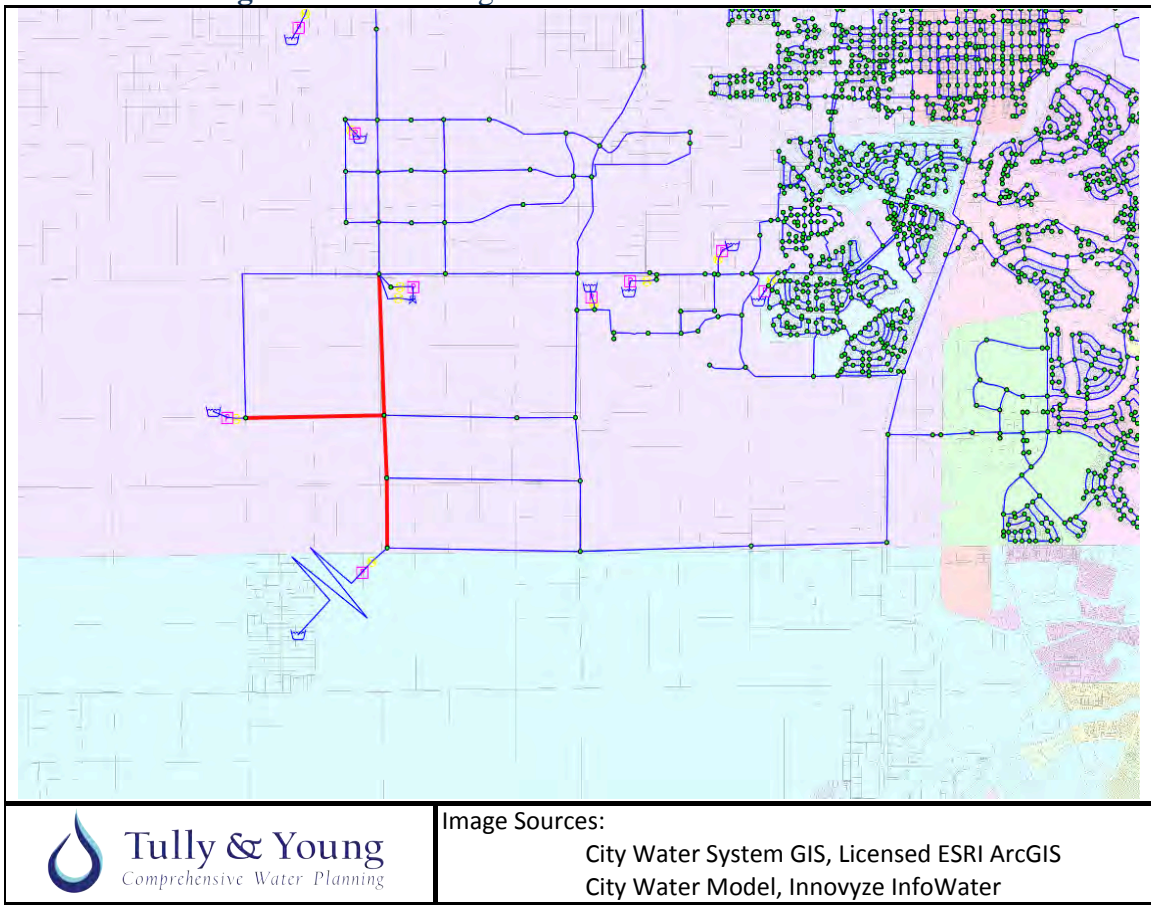 Tully & Young
Comprehensive Water Planning
Image Sources:
City Water System GIS, Licensed ESRI ArcGIS
City Water Model, Innovyze InfoWater